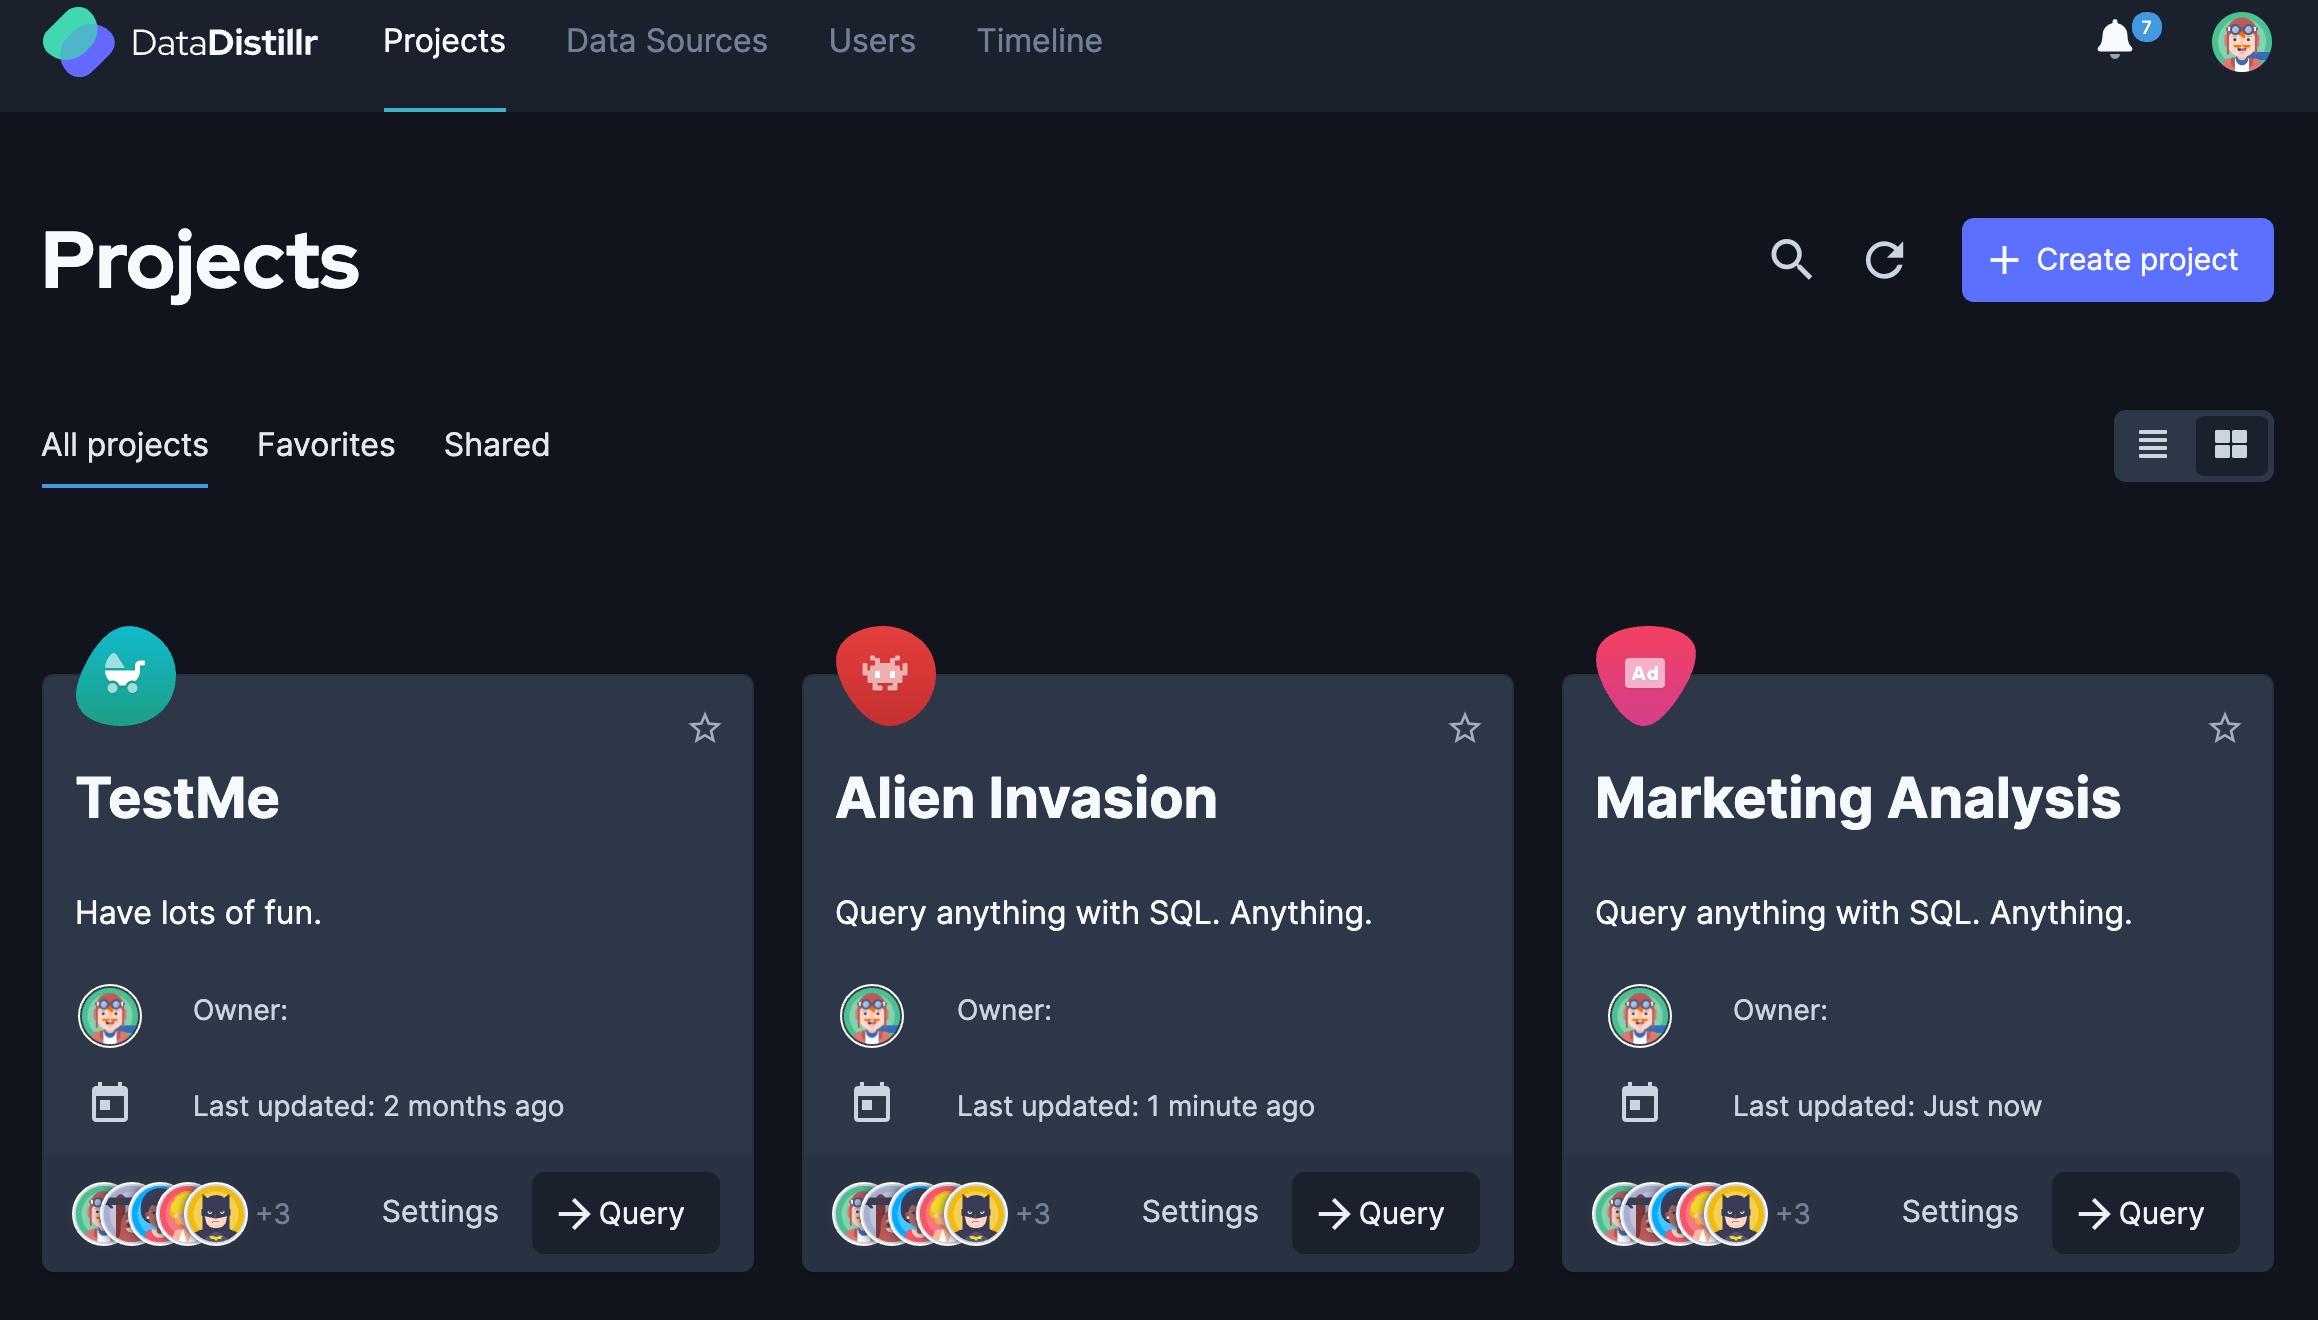 DataDistillr Projects Data Sources Users Timeline 7
Projects
Create project
All projects Favorites Shared
Ad
TestMe Alien Invasion Marketing Analysis
Have lots of fun. Query anything with SQL. Anything. Query anything with SQL. Anything.
Owner: Owner: Owner:
Last updated: 2 months ago Last updated: 1 minute ago Last updated: Just now
+3 Settings Query +3 Settings Query +3 Settings Query